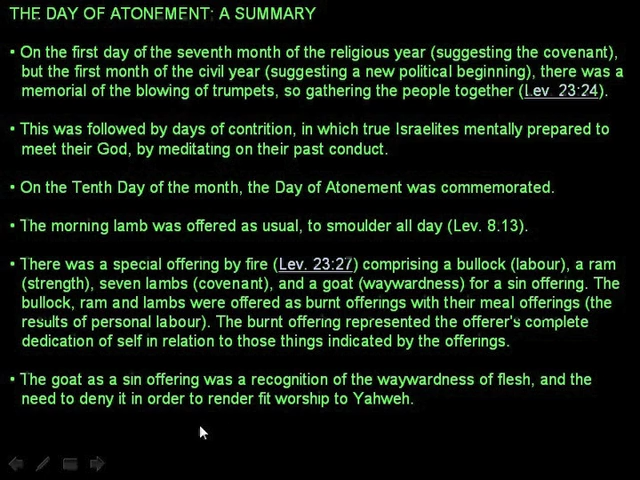 THE DAY OF ATONEMENT: A SUMMARY
• On the first day of the seventh month of the religious year (suggesting the covenant),
but the first month of the civil year (suggesting a new political beginning), there was a
memorial of the blowing of trumpets, so gathering the people together (Lev. 23:24).
• This was followed by days of contrition, in which true Israelites mentally prepared to
meet their God, by meditating on their past conduct.
• On the Tenth Day of the month, the Day of Atonement was commemorated.
• The morning lamb was offered as usual, to smoulder all day (Lev. 8.13).
• There was a special offering by fire (Lev. 23:27) comprising a bullock (labour), a ram
(strength), seven lambs (covenant), and a goat (waywardness) for a sin offering. The
bullock, ram and lambs were offered as burnt offerings with their meal offerings (the
results of personal labour). The burnt offering represented the offerer's complete
dedication of self in relation to those things indicated by the offerings.
• The goat as a sin offering was a recognition of the waywardness of flesh, and the
need to deny it in order to render fit worship to Yahweh.